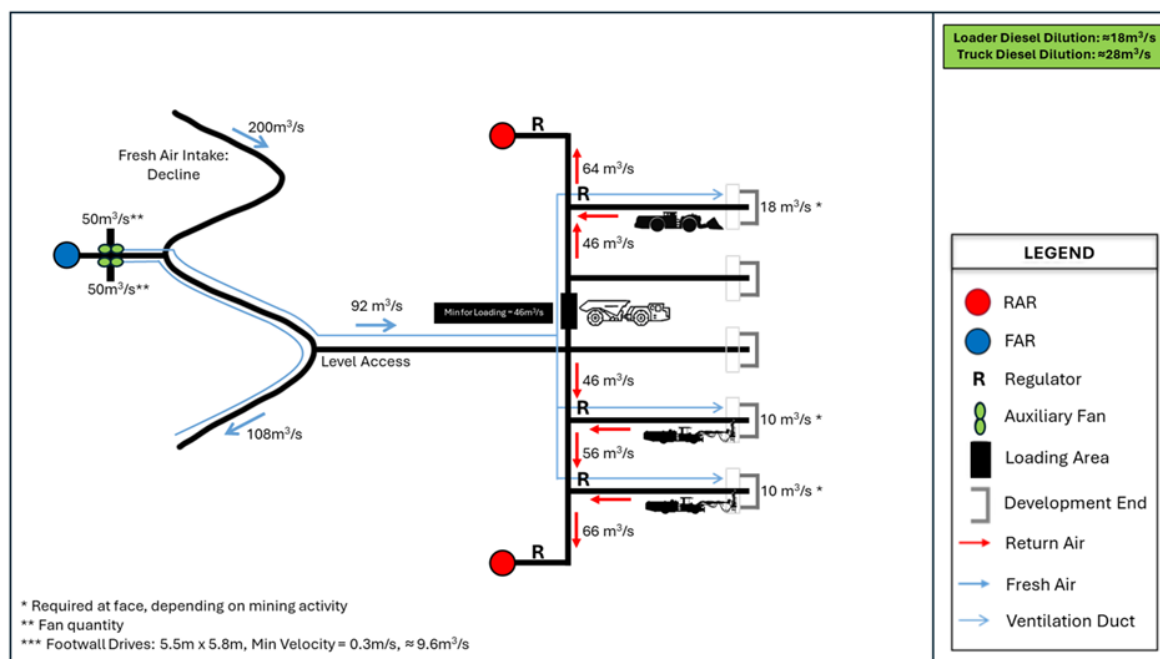 Loader Diesel Dilution: ≈18m³/s
Truck Diesel Dilution: ≈28m³/s
200m³/s
Fresh Air Intake:
Decline
50m³/s**
50m³/s**
92 m³/s
Level Access
108m³/s
R
64 m³/s
R
18 m³/s *
46 m³/s
Min for Loading = 46m³/s
46 m³/s
R
10 m³/s *
56 m³/s
R
10 m³/s *
66 m³/s
R
* Required at face, depending on mining activity
** Fan quantity
*** Footwall Drives: 5.5m x 5.8m, Min Velocity = 0.3m/s, ≈ 9.6m³/s
LEGEND
RAR
FAR
R Regulator
Auxiliary Fan
Loading Area
Development End
Return Air
Fresh Air
Ventilation Duct